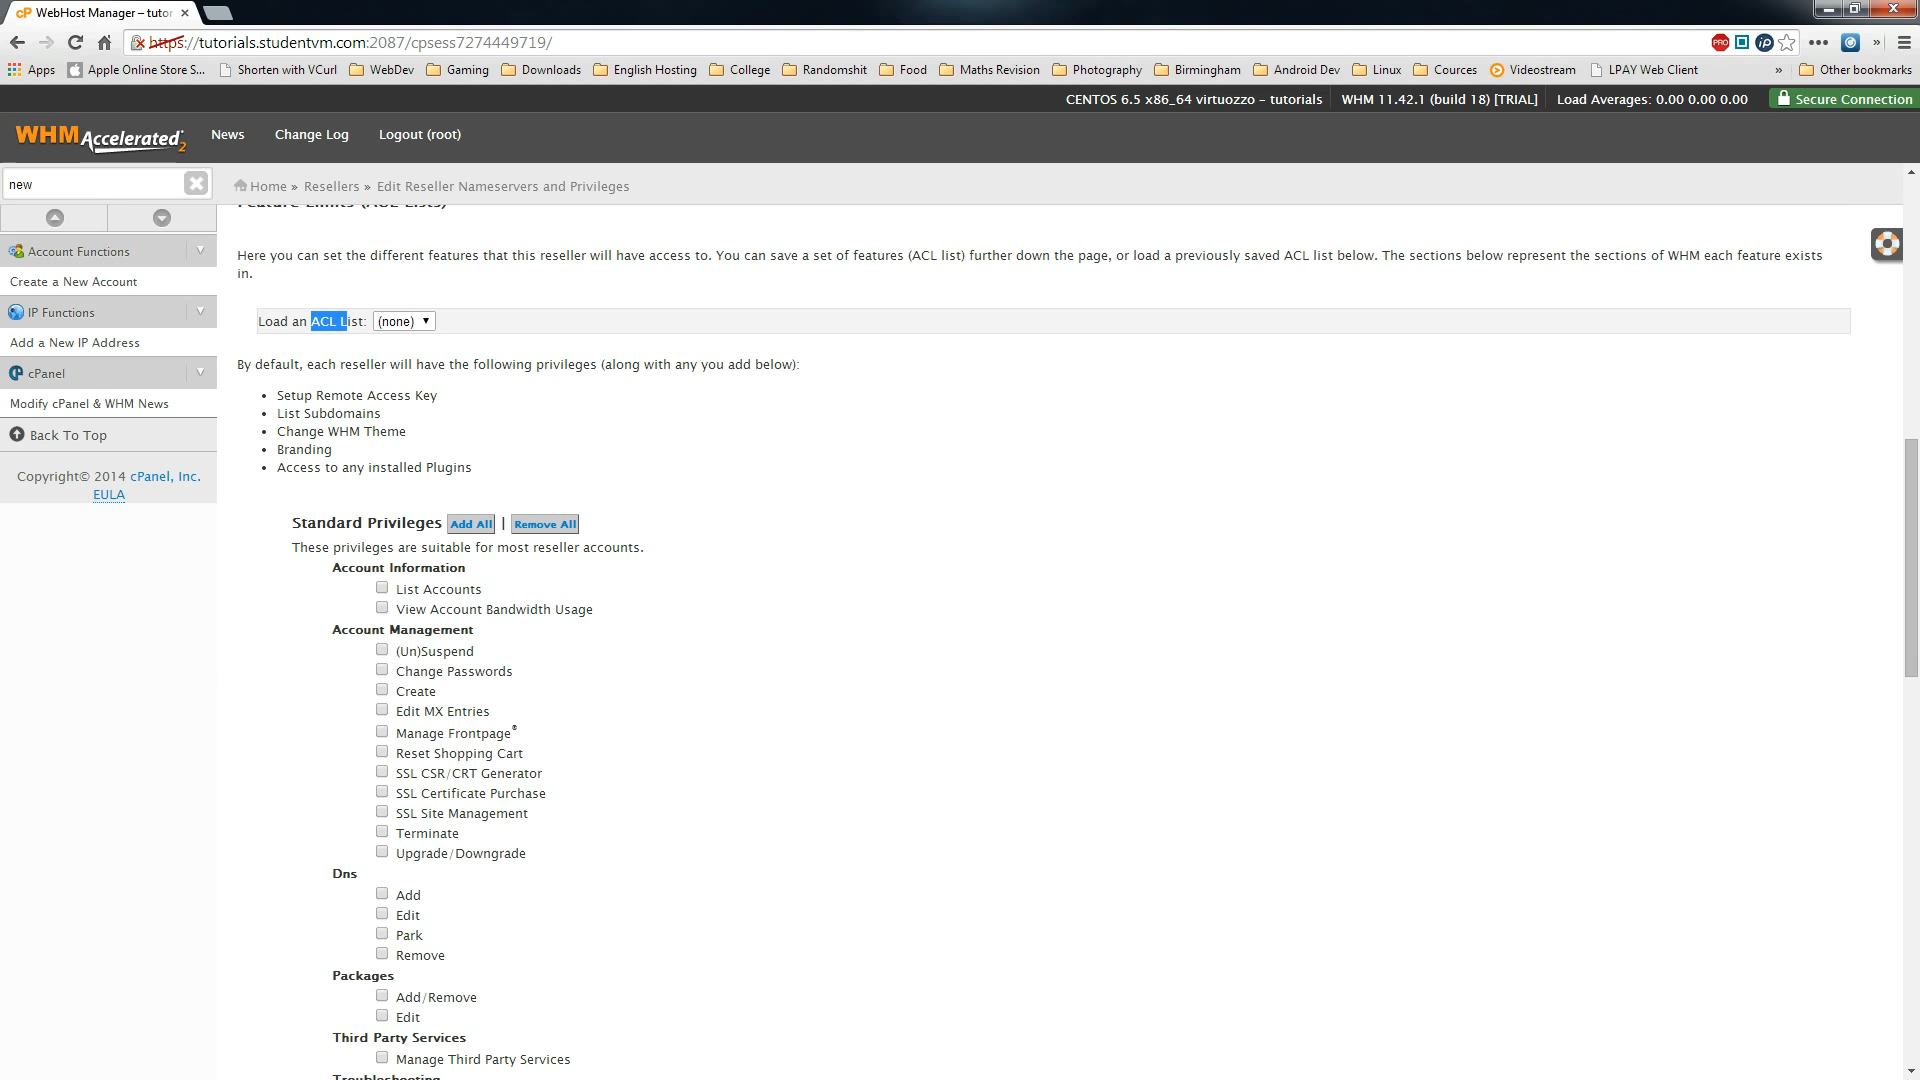 cP WebHost Manager – tutor
https://tutorials.studentvm.com:2087/cpsess7274449719/
PRO
iP
Apps
Apple Online Store S...
Shorten with VCurl
WebDev
Gaming
Downloads
English Hosting
College
Randomshit
Food
Maths Revision
Photography
Birmingham
Android Dev
Linux
Cources
Videostream
LPAY Web Client
»
Other bookmarks
CENTOS 6.5 x86_64 virtuozzo – tutorials
WHM 11.42.1 (build 18) [TRIAL]
Load Averages: 0.00 0.00 0.00
Secure Connection
WHM Accelerated 2
News
Change Log
Logout (root)
new
Home » Resellers » Edit Reseller Nameservers and Privileges
Account Functions
Create a New Account
IP Functions
Add a New IP Address
cPanel
Modify cPanel & WHM News
Back To Top
Copyright© 2014 cPanel, Inc.
EULA
Feature Limits (ACL Lists)
Here you can set the different features that this reseller will have access to. You can save a set of features (ACL list) further down the page, or load a previously saved ACL list below. The sections below represent the sections of WHM each feature exists
in.
Load an ACL List: (none)
By default, each reseller will have the following privileges (along with any you add below):
• Setup Remote Access Key
• List Subdomains
• Change WHM Theme
• Branding
• Access to any installed Plugins
Standard Privileges Add All | Remove All
These privileges are suitable for most reseller accounts.
Account Information
List Accounts
View Account Bandwidth Usage
Account Management
(Un)Suspend
Change Passwords
Create
Edit MX Entries
Manage Frontpage®
Reset Shopping Cart
SSL CSR/CRT Generator
SSL Certificate Purchase
SSL Site Management
Terminate
Upgrade/Downgrade
Dns
Add
Edit
Park
Remove
Packages
Add/Remove
Edit
Third Party Services
Manage Third Party Services
Troubleshooting